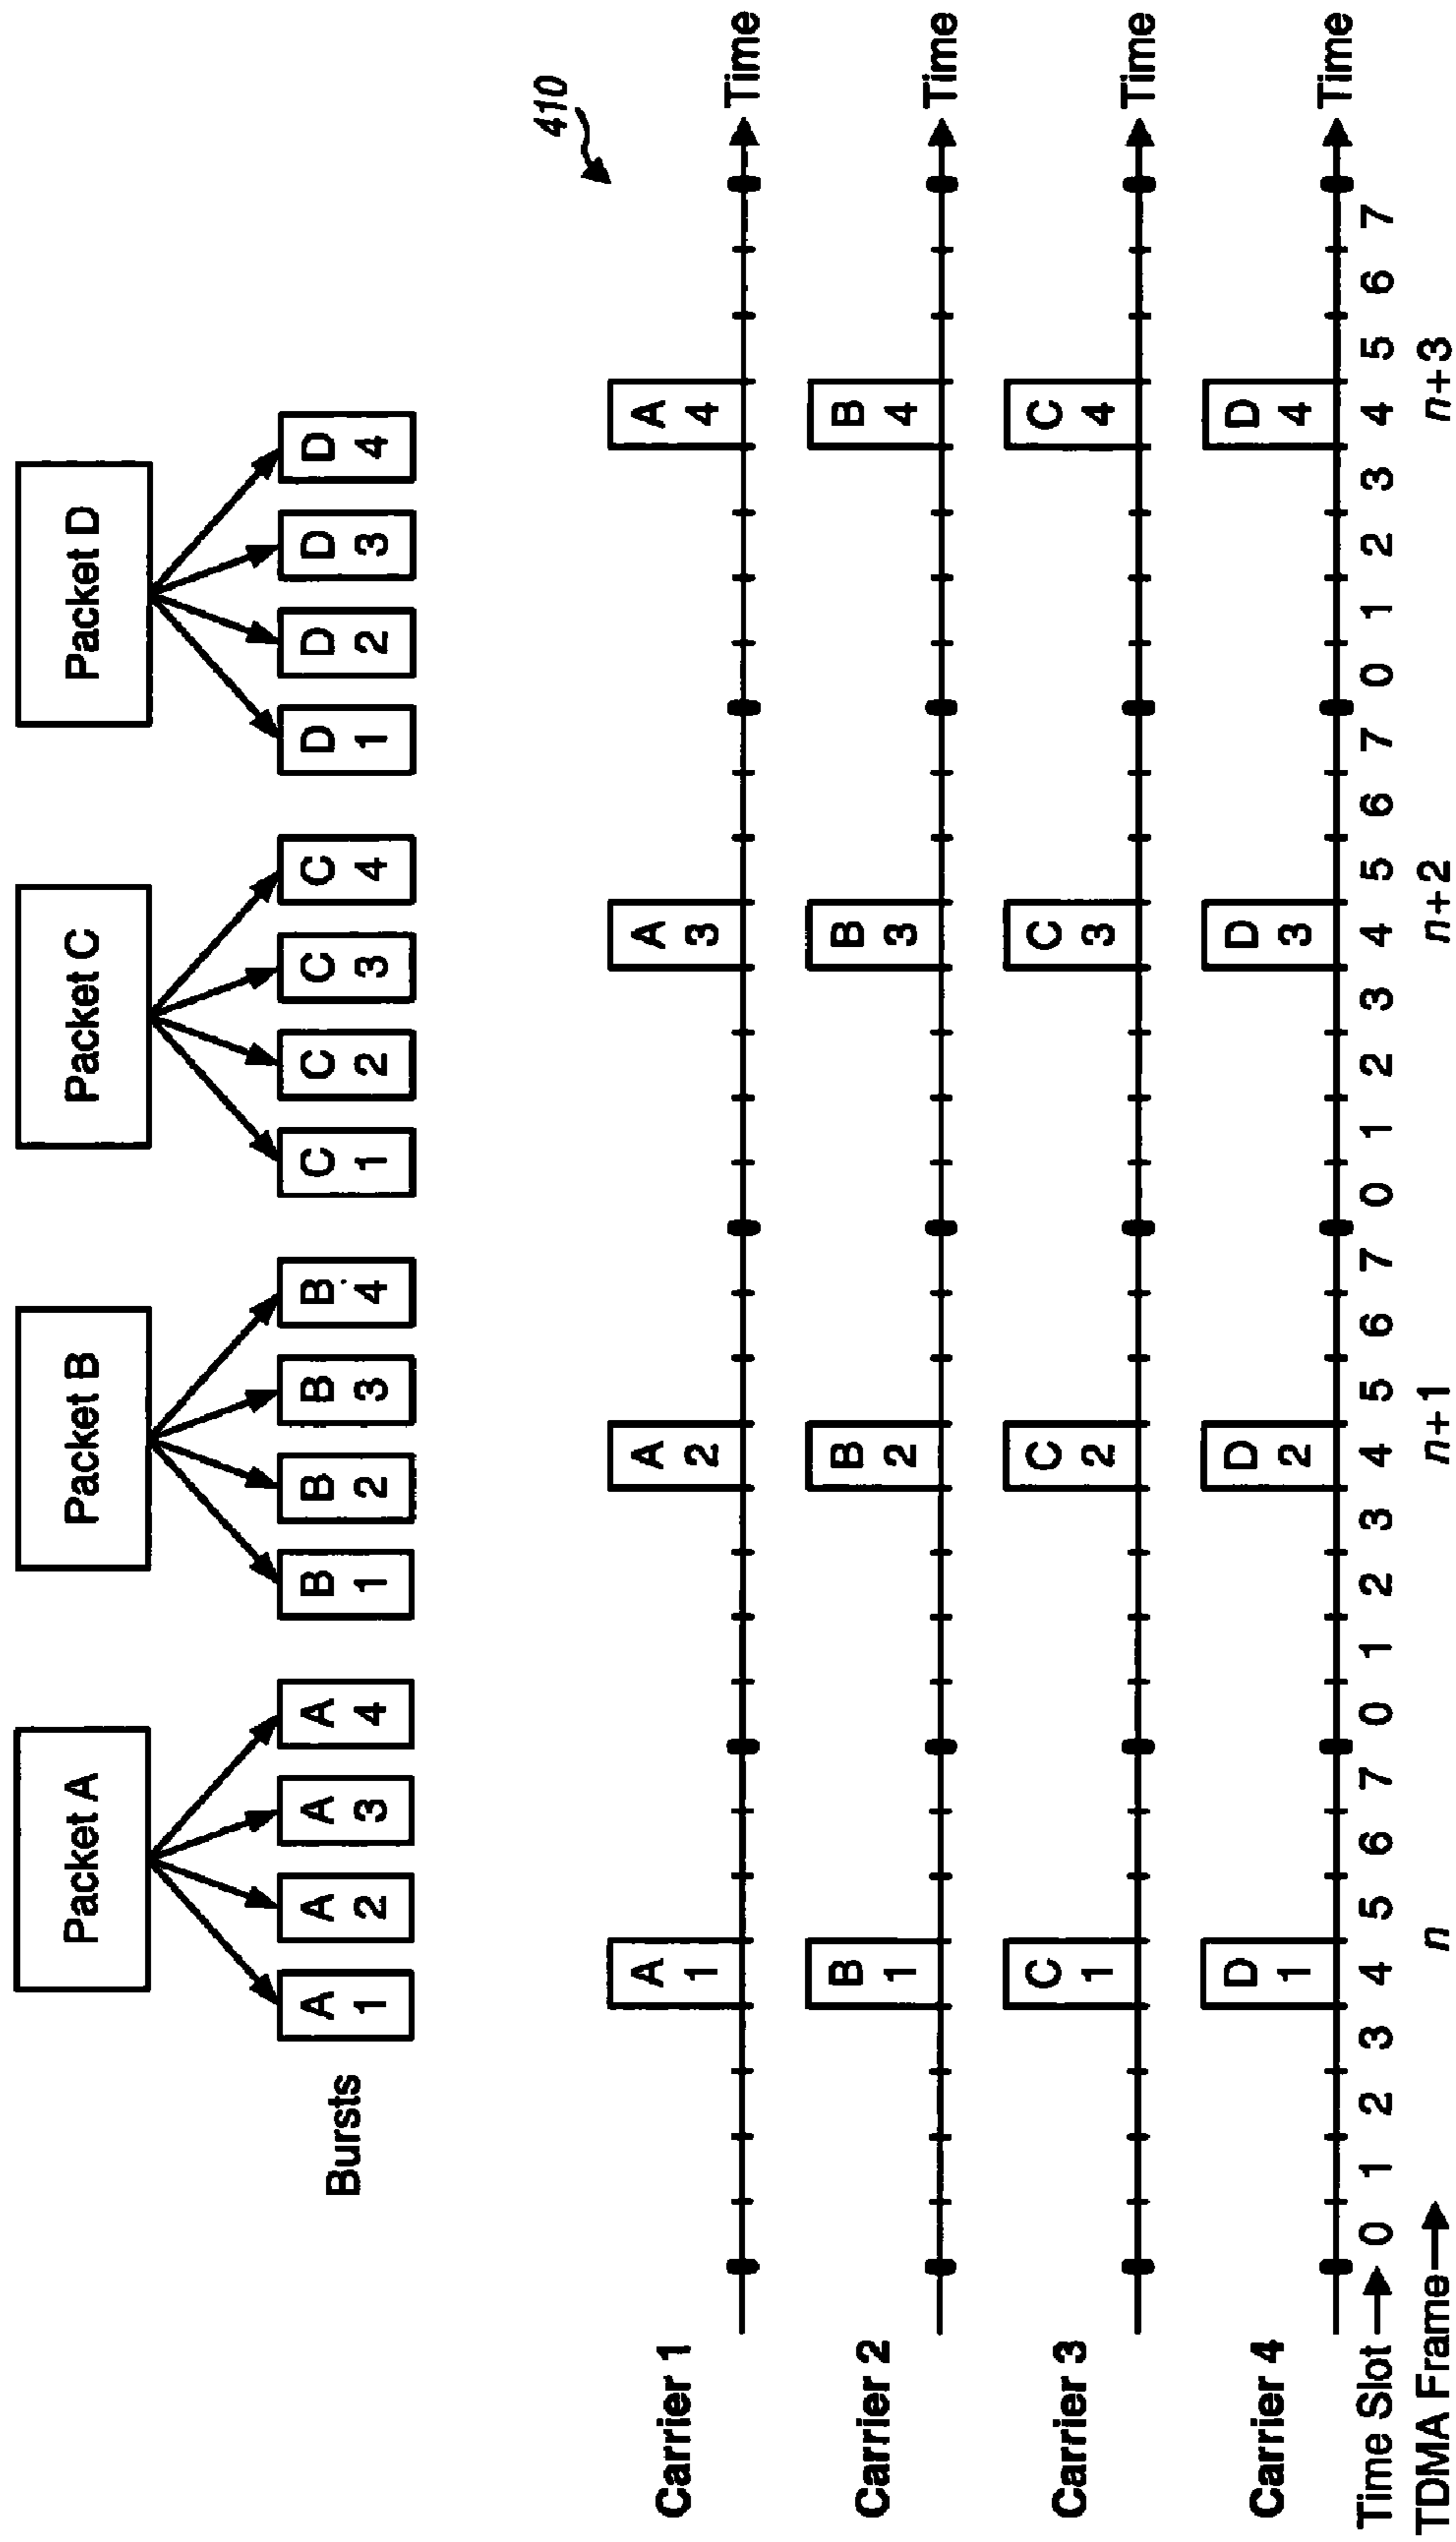 Packet A Packet B Packet C Packet D
Bursts A 1 A 2 A 3 A 4 B 1 B 2 B 3 B 4 C 1 C 2 C 3 C 4 D 1 D 2 D 3 D 4
410
Carrier 1 A 1 A 2 A 3 A 4 Time
Carrier 2 B 1 B 2 B 3 B 4 Time
Carrier 3 C 1 C 2 C 3 C 4 Time
Carrier 4 D 1 D 2 D 3 D 4 Time
Time Slot 0 1 2 3 4 5 6 7 0 1 2 3 4 5 6 7 0 1 2 3 4 5 6 7 0 1 2 3 4 5 6 7
TDMA Frame n n+1 n+2 n+3